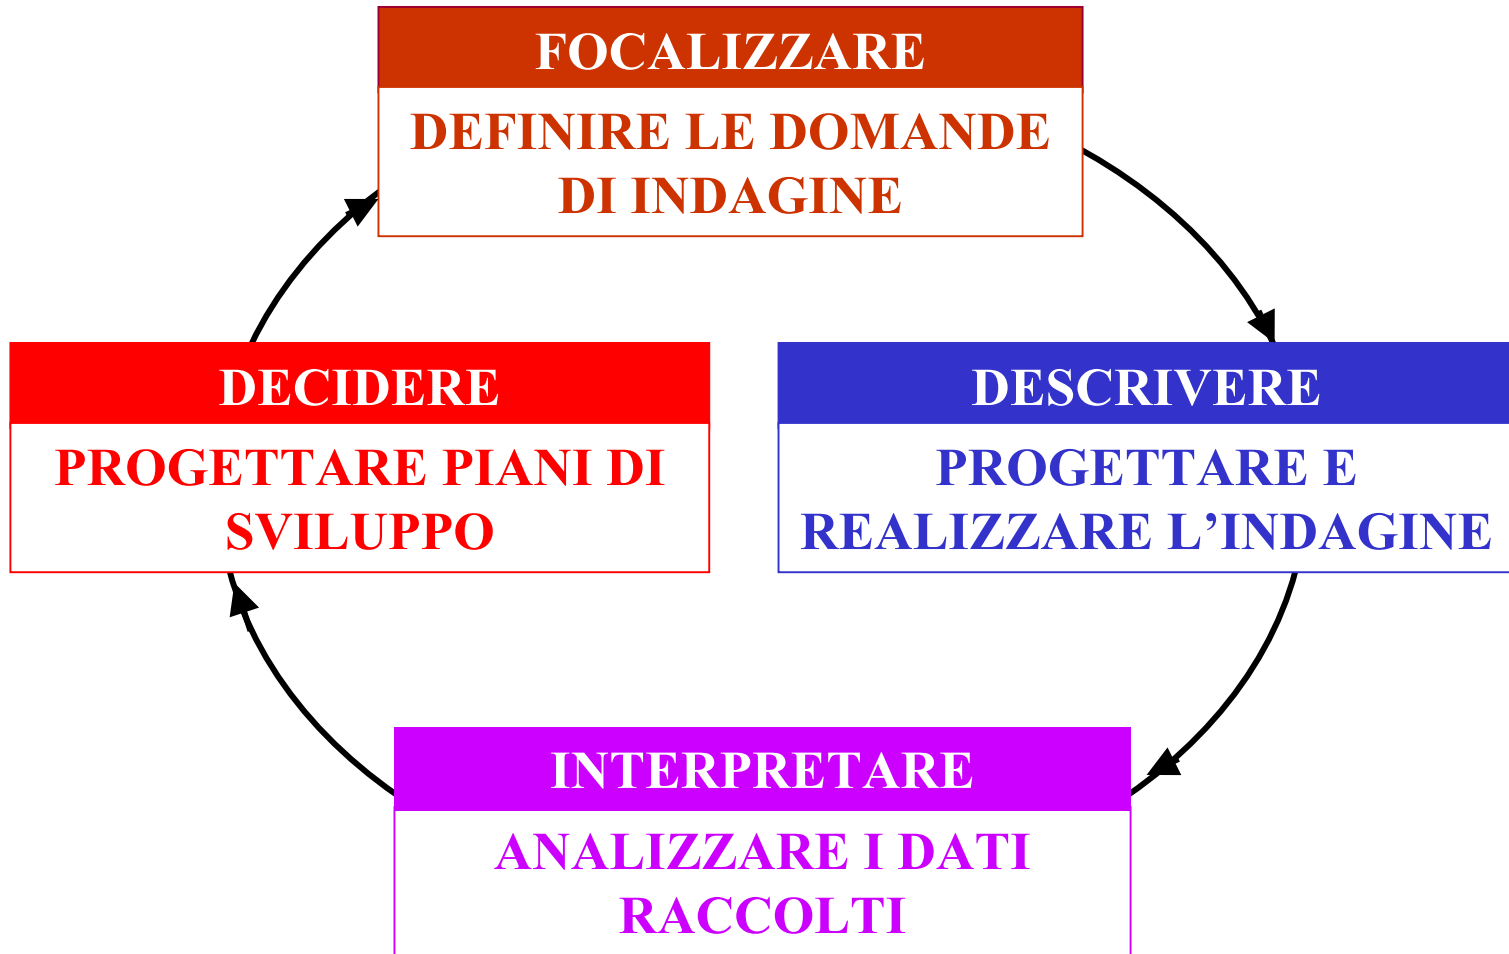 FOCALIZZARE
DEFINIRE LE DOMANDE
DI INDAGINE
DECIDERE
PROGETTARE PIANI DI
SVILUPPO
DESCRIVERE
PROGETTARE E
REALIZZARE L’INDAGINE
INTERPRETARE
ANALIZZARE I DATI
RACCOLTI